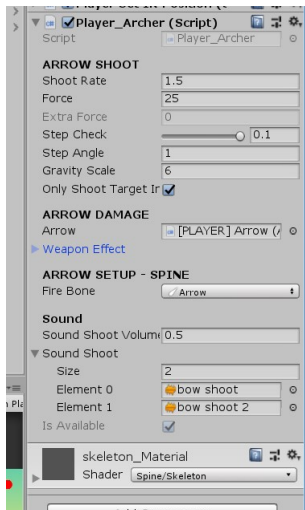 Player_Archer (Script)
Script Player_Archer
ARROW SHOOT
Shoot Rate 1.5
Force 25
Extra Force 0
Step Check 0.1
Step Angle 1
Gravity Scale 6
Only Shoot Target Ir
ARROW DAMAGE
Arrow [PLAYER] Arrow (
Weapon Effect
ARROW SETUP - SPINE
Fire Bone Arrow
Sound
Sound Shoot Volume 0.5
Sound Shoot
Size 2
Element 0 bow shoot
Element 1 bow shoot 2
Is Available
n Pla
skeleton_Material
Shader Spine/Skeleton